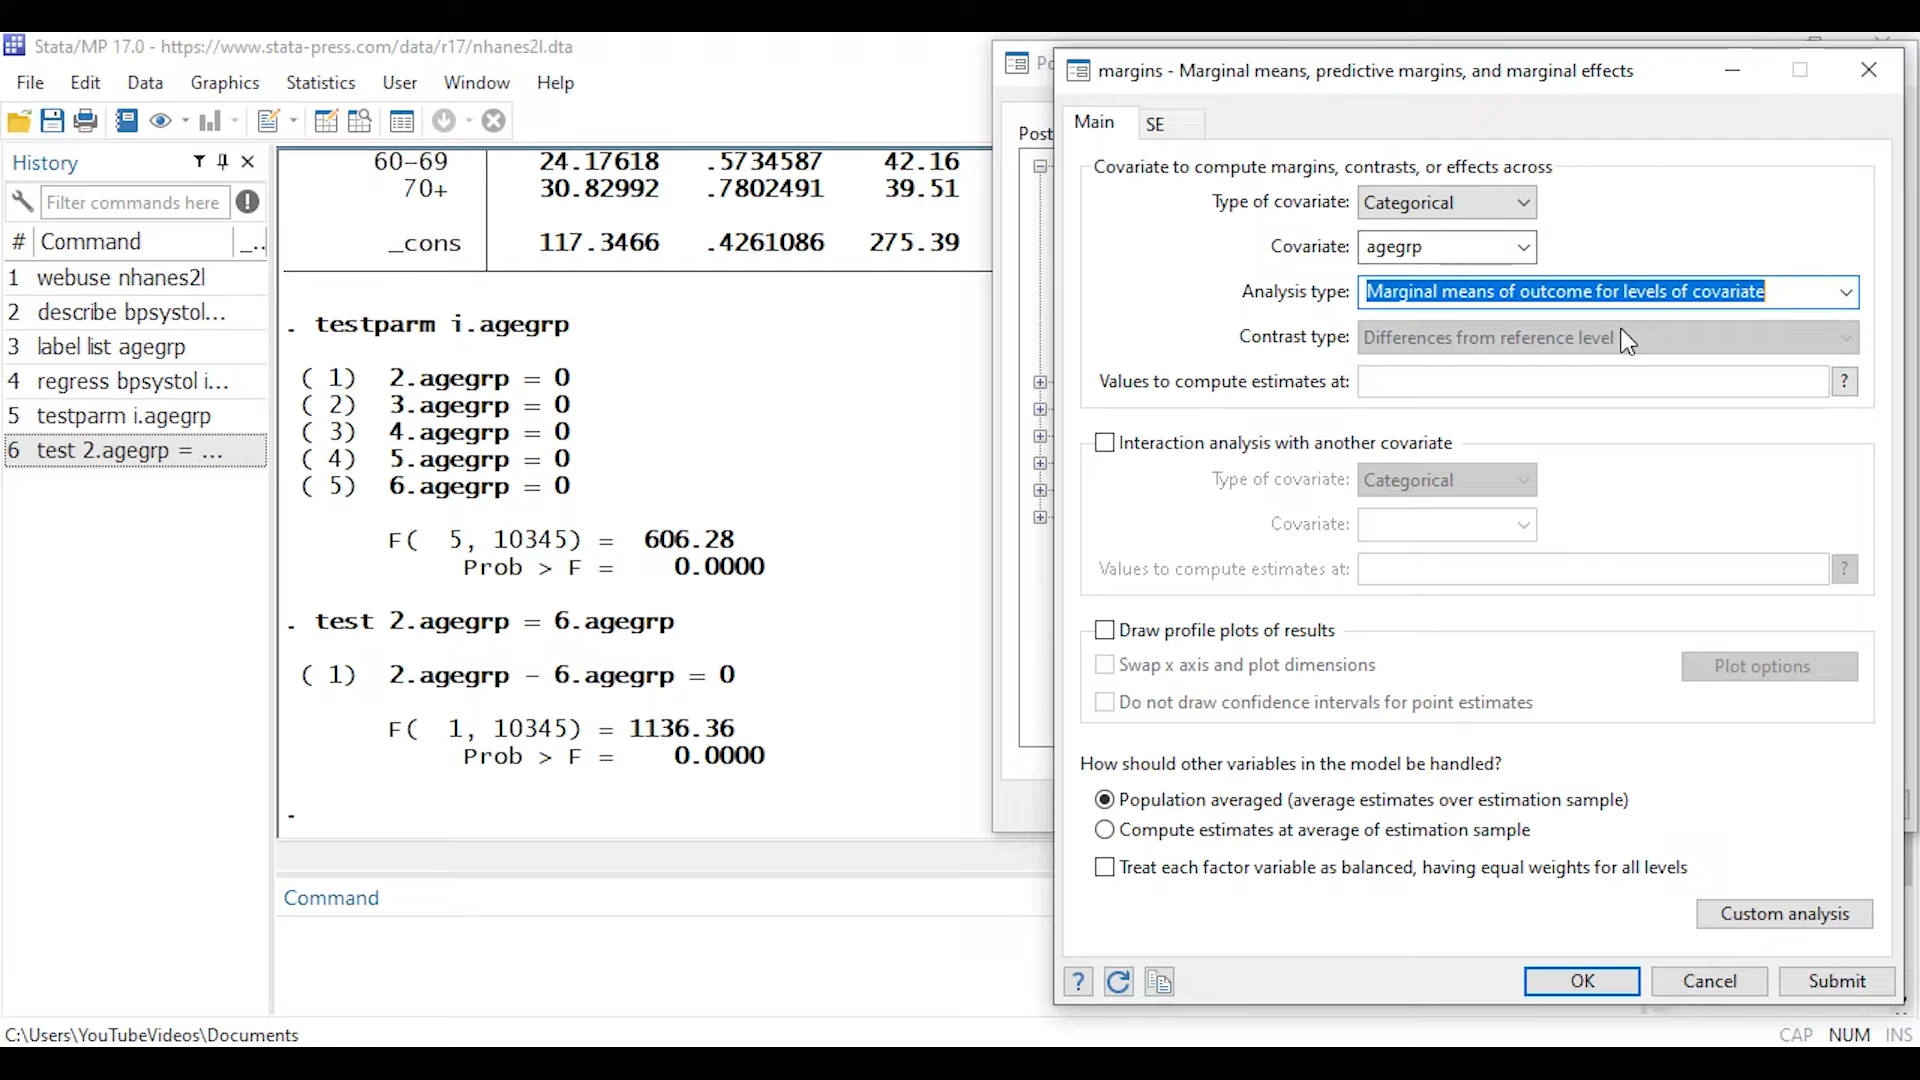 Stata/MP 17.0 - https://www.stata-press.com/data/r17/nhanes2l.dta
File Edit Data Graphics Statistics User Window Help
History
Filter commands here
# Command _..
1 webuse nhanes2l
2 describe bpsystol...
3 label list agegrp
4 regress bpsystol i...
5 testparm i.agegrp
6 test 2.agegrp = ...
60-69 24.17618 .5734587 42.16
70+ 30.82992 .7802491 39.51
_cons 117.3466 .4261086 275.39
. testparm i.agegrp
( 1) 2.agegrp = 0
( 2) 3.agegrp = 0
( 3) 4.agegrp = 0
( 4) 5.agegrp = 0
( 5) 6.agegrp = 0
F( 5, 10345) = 606.28
Prob > F = 0.0000
. test 2.agegrp = 6.agegrp
( 1) 2.agegrp - 6.agegrp = 0
F( 1, 10345) = 1136.36
Prob > F = 0.0000
.
Command
Post
margins - Marginal means, predictive margins, and marginal effects
Main SE
Covariate to compute margins, contrasts, or effects across
Type of covariate: Categorical
Covariate: agegrp
Analysis type: Marginal means of outcome for levels of covariate
Contrast type: Differences from reference level
Values to compute estimates at: ?
Interaction analysis with another covariate
Type of covariate: Categorical
Covariate:
Values to compute estimates at: ?
Draw profile plots of results
Swap x axis and plot dimensions
Plot options
Do not draw confidence intervals for point estimates
How should other variables in the model be handled?
Population averaged (average estimates over estimation sample)
Compute estimates at average of estimation sample
Treat each factor variable as balanced, having equal weights for all levels
Custom analysis
? OK Cancel Submit
C:\Users\YouTubeVideos\Documents
CAP NUM INS